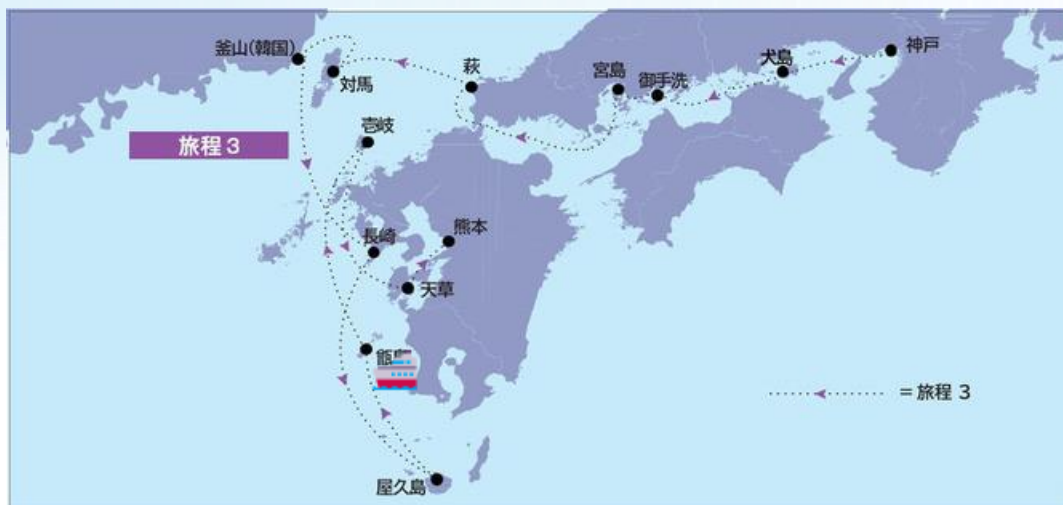 釜山(韓国)
対馬
萩
宮島
御手洗
犬島
神戸
壱岐
旅程3
長崎
熊本
天草
屋久島
= 旅程 3